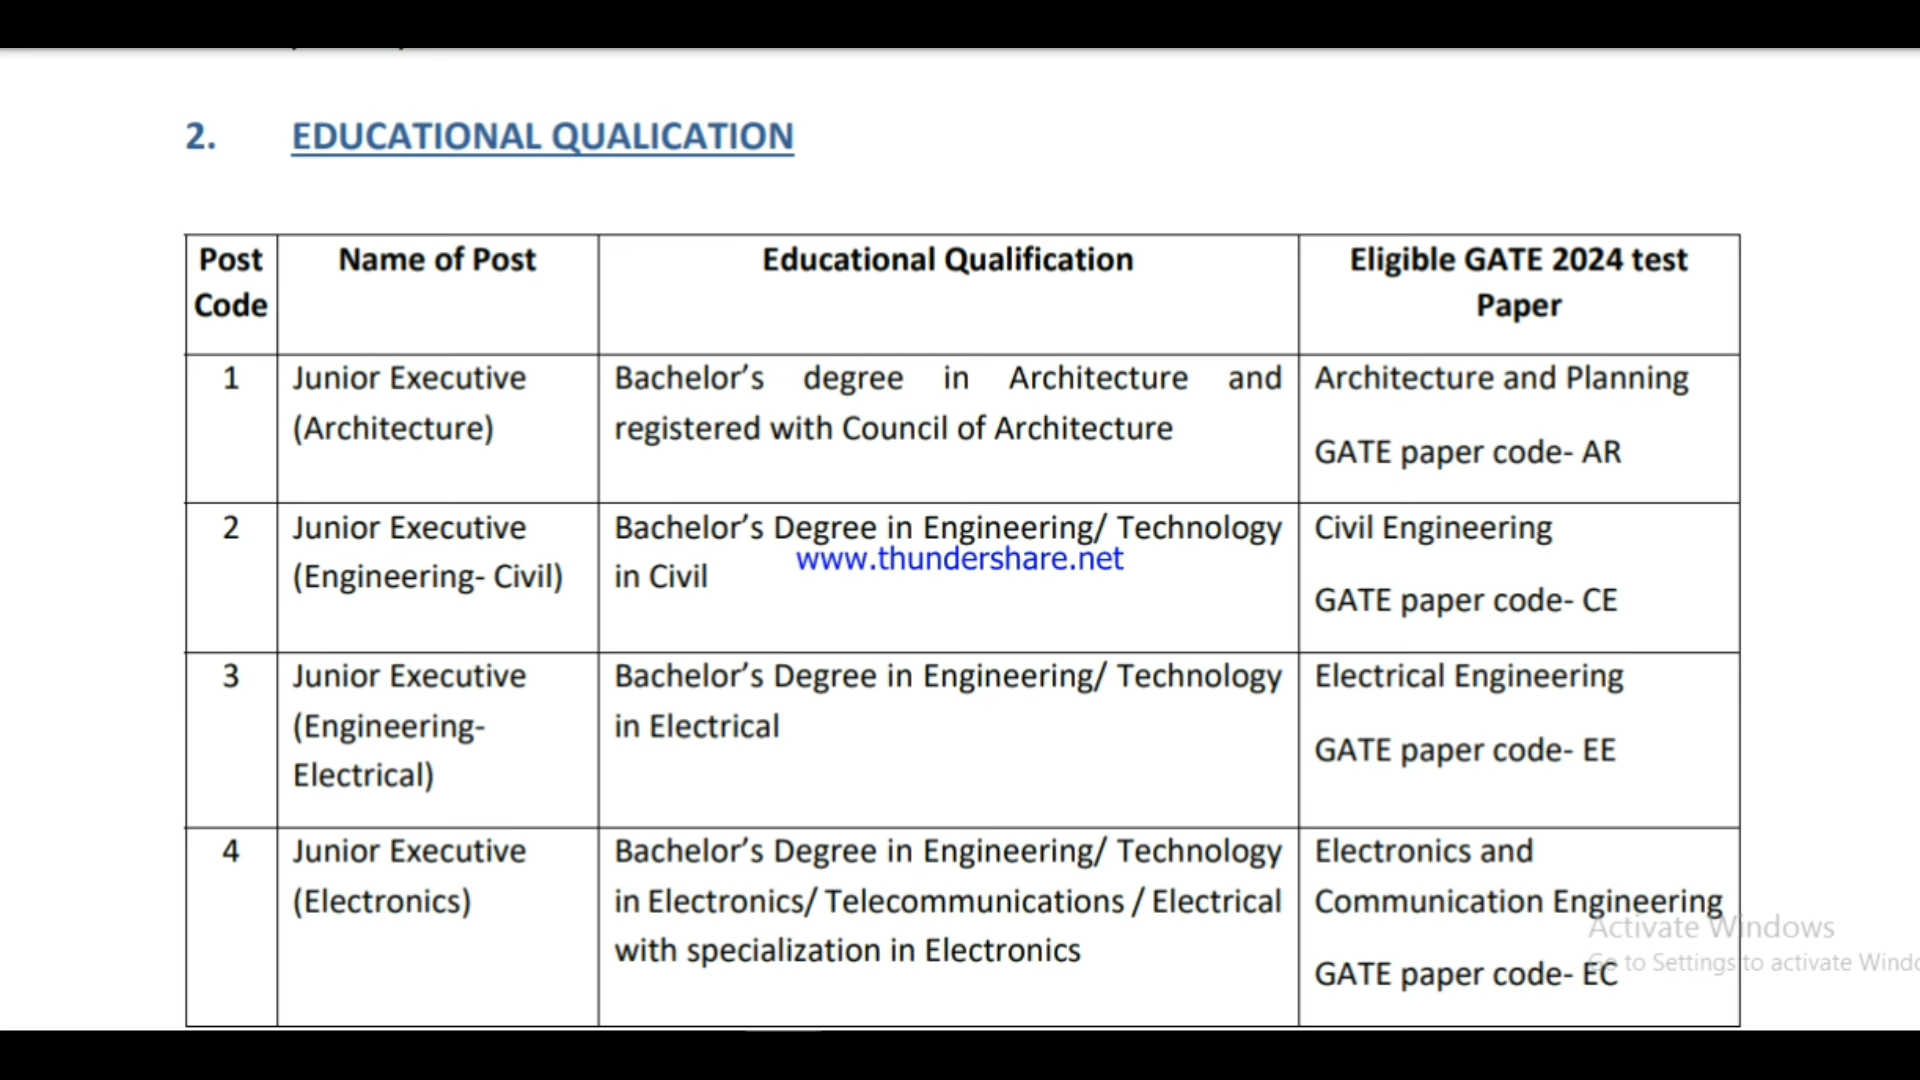 2. EDUCATIONAL QUALICATION
Post Code
Name of Post
Educational Qualification
Eligible GATE 2024 test
Paper
1
Junior Executive
(Architecture)
Bachelor’s degree in Architecture and
registered with Council of Architecture
Architecture and Planning
GATE paper code- AR
2
Junior Executive
(Engineering- Civil)
Bachelor’s Degree in Engineering/ Technology
in Civil
www.thundershare.net
Civil Engineering
GATE paper code- CE
3
Junior Executive
(Engineering-
Electrical)
Bachelor’s Degree in Engineering/ Technology
in Electrical
Electrical Engineering
GATE paper code- EE
4
Junior Executive
(Electronics)
Bachelor’s Degree in Engineering/ Technology
in Electronics/ Telecommunications / Electrical
with specialization in Electronics
Electronics and
Communication Engineering
GATE paper code- EC
Activate Windows
Go to Settings to activate Windo